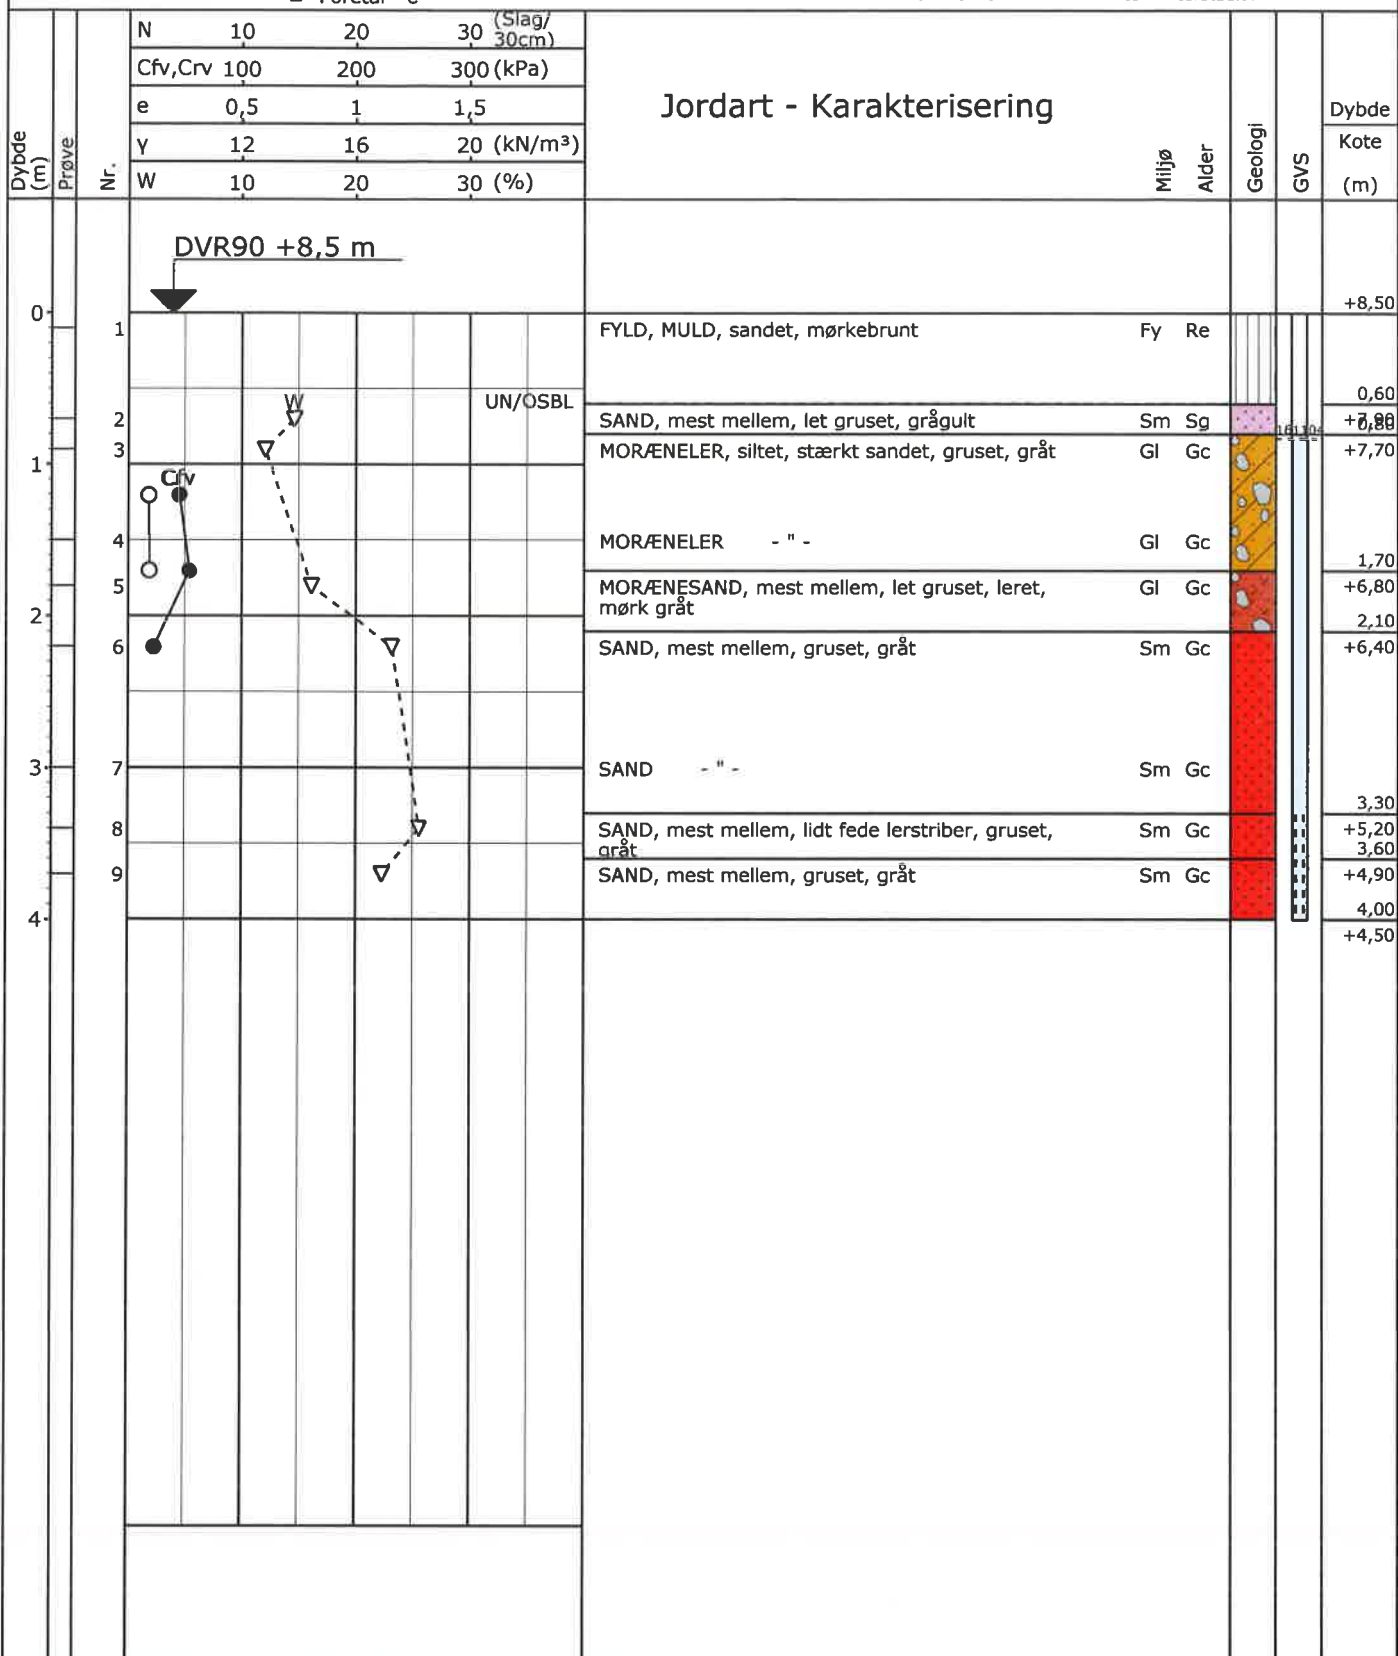 N 10 20 30 (Slag/
30cm)
Cfv,Crv 100 200 300 (kPa)
e 0,5 1 1,5
γ 12 16 20 (kN/m³)
W 10 20 30 (%)
Dybde
(m)
Prøve
Nr.
Jordart - Karakterisering
Miljø
Alder
Geologi
GVS
Dybde
Kote
(m)
DVR90 +8,5 m
+8,50
0
1 FYLD, MULD, sandet, mørkebrunt Fy Re
0,60
W UN/OSBL
2 SAND, mest mellem, let gruset, grågult Sm Sg +7,90
0,80
3 MORÆNELER, siltet, stærkt sandet, gruset, gråt Gl Gc +7,70
1
Cfv
4 MORÆNELER - " - Gl Gc
1,70
5 MORÆNESAND, mest mellem, let gruset, leret, Gl Gc +6,80
mørk gråt
2 2,10
6 SAND, mest mellem, gruset, gråt Sm Gc +6,40
3 7 SAND - " - Sm Gc
3,30
8 SAND, mest mellem, lidt fede lerstriber, gruset, Sm Gc +5,20
gråt 3,60
9 SAND, mest mellem, gruset, gråt Sm Gc +4,90
4 4,00
+4,50